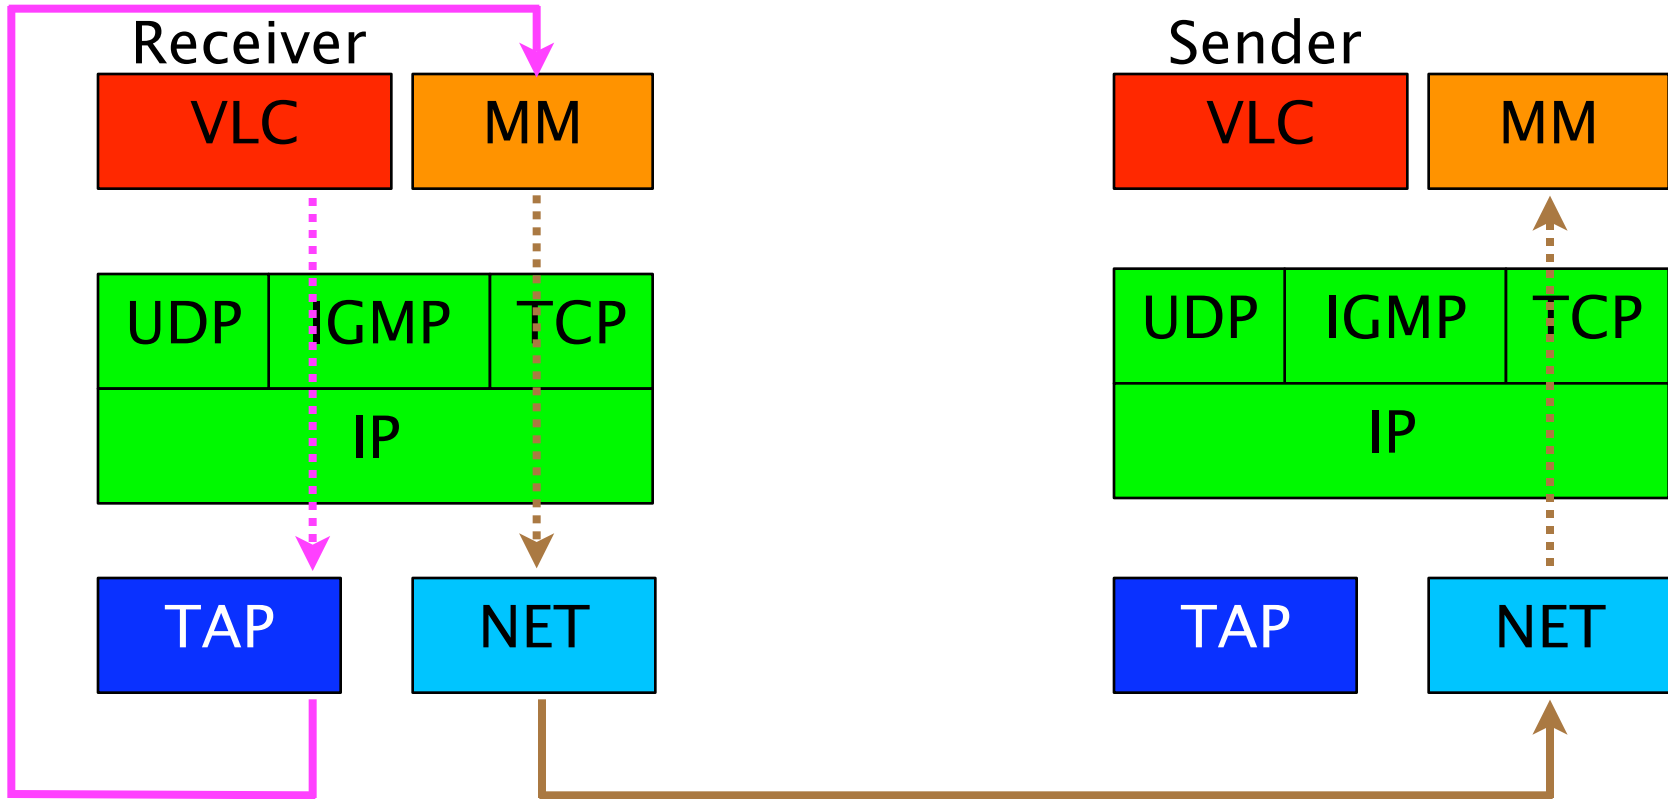 Receiver
VLC MM
UDP IGMP TCP
IP
TAP NET
Sender
VLC MM
UDP IGMP TCP
IP
TAP NET